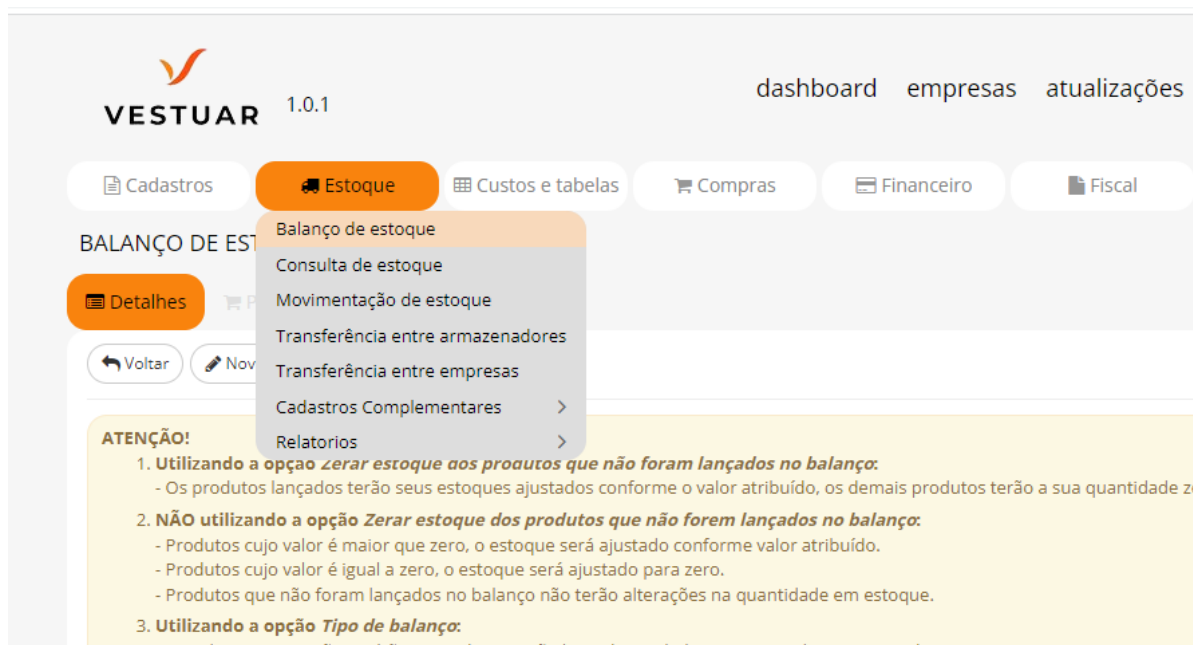 VESTUAR 1.0.1
dashboard empresas atualizações
Cadastros Estoque Custos e tabelas Compras Financeiro Fiscal
BALANÇO DE EST
Balanço de estoque
Consulta de estoque
Detalhes
Movimentação de estoque
Transferência entre armazenadores
Voltar Nov
Transferência entre empresas
Cadastros Complementares
Relatorios
ATENÇÃO!
1. Utilizando a opção Zerar estoque dos produtos que não foram lançados no balanço:
- Os produtos lançados terão seus estoques ajustados conforme o valor atribuído, os demais produtos terão a sua quantidade z
2. NÃO utilizando a opção Zerar estoque dos produtos que não forem lançados no balanço:
- Produtos cujo valor é maior que zero, o estoque será ajustado conforme valor atribuído.
- Produtos cujo valor é igual a zero, o estoque será ajustado para zero.
- Produtos que não foram lançados no balanço não terão alterações na quantidade em estoque.
3. Utilizando a opção Tipo de balanço: